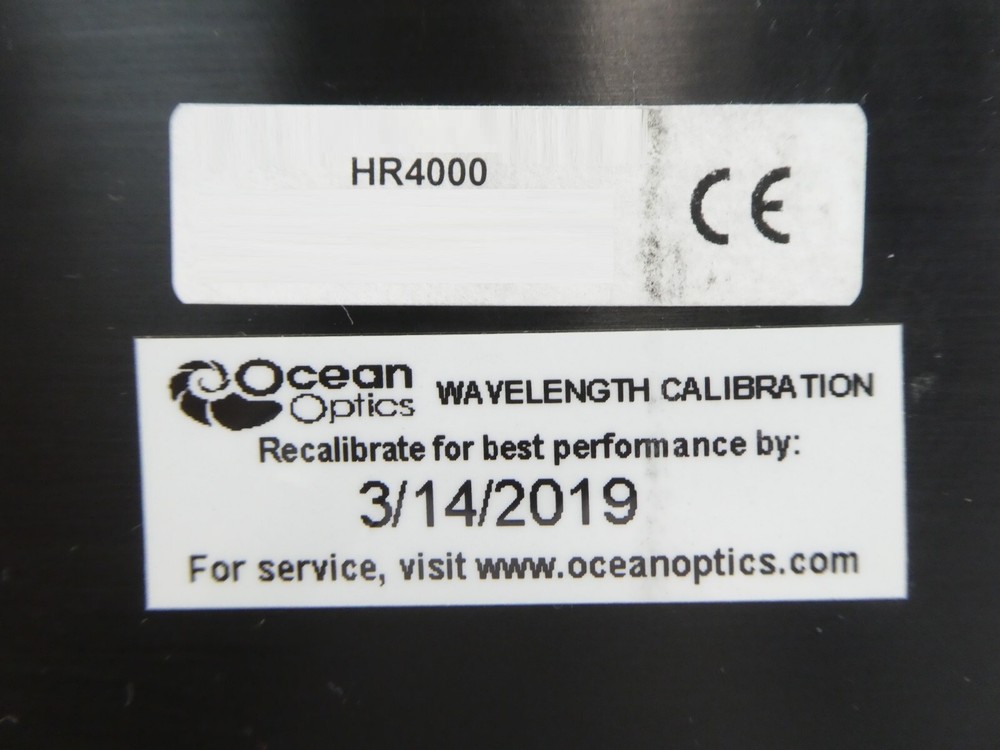 HR4000
CE
Ocean Optics WAVELENGTH CALIBRATION
Recalibrate for best performance by:
3/14/2019
For service, visit www.oceanoptics.com